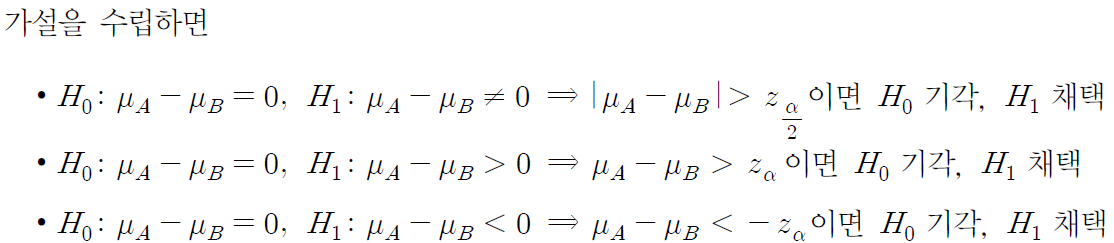 가설을 수립하면
• H₀: μ_A − μ_B = 0, H₁: μ_A − μ_B ≠ 0 ⟹ |μ_A − μ_B| > z_{α/2} 이면 H₀ 기각, H₁ 채택
• H₀: μ_A − μ_B = 0, H₁: μ_A − μ_B > 0 ⟹ μ_A − μ_B > z_α 이면 H₀ 기각, H₁ 채택
• H₀: μ_A − μ_B = 0, H₁: μ_A − μ_B < 0 ⟹ μ_A − μ_B < − z_α 이면 H₀ 기각, H₁ 채택